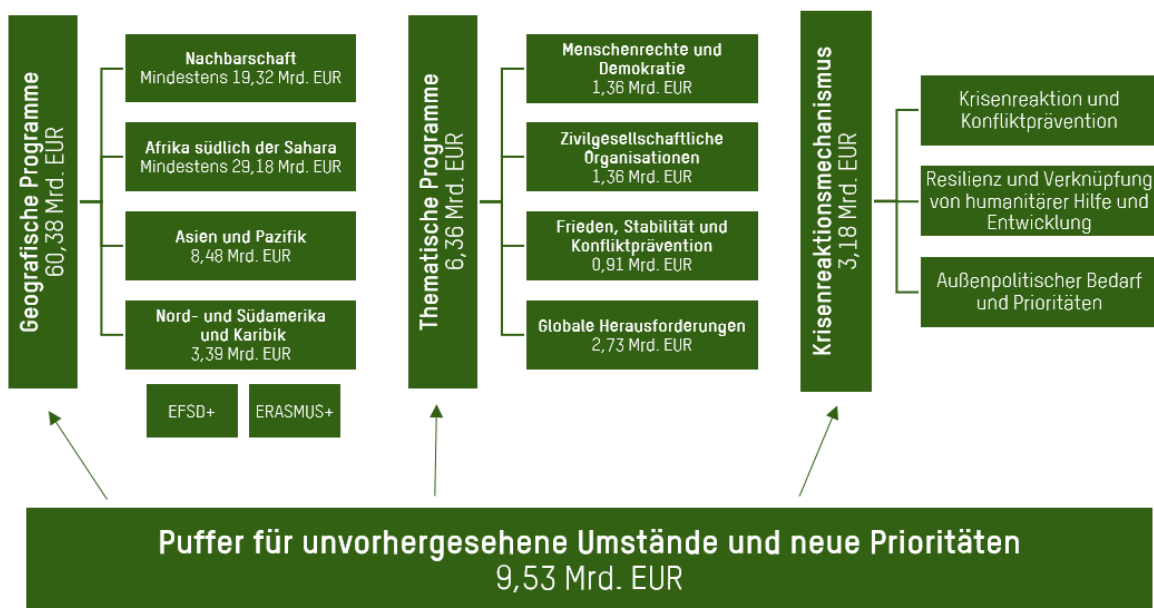 Geografische Programme
60,38 Mrd. EUR
Nachbarschaft
Mindestens 19,32 Mrd. EUR
Afrika südlich der Sahara
Mindestens 29,18 Mrd. EUR
Asien und Pazifik
8,48 Mrd. EUR
Nord- und Südamerika
und Karibik
3,39 Mrd. EUR
EFSD+
ERASMUS+
Thematische Programme
6,36 Mrd. EUR
Menschenrechte und
Demokratie
1,36 Mrd. EUR
Zivilgesellschaftliche
Organisationen
1,36 Mrd. EUR
Frieden, Stabilität und
Konfliktprävention
0,91 Mrd. EUR
Globale Herausforderungen
2,73 Mrd. EUR
Krisenreaktionsmechanismus
3,18 Mrd. EUR
Krisenreaktion und
Konfliktprävention
Resilienz und Verknüpfung
von humanitärer Hilfe und
Entwicklung
Außenpolitischer Bedarf
und Prioritäten
Puffer für unvorhergesehene Umstände und neue Prioritäten
9,53 Mrd. EUR